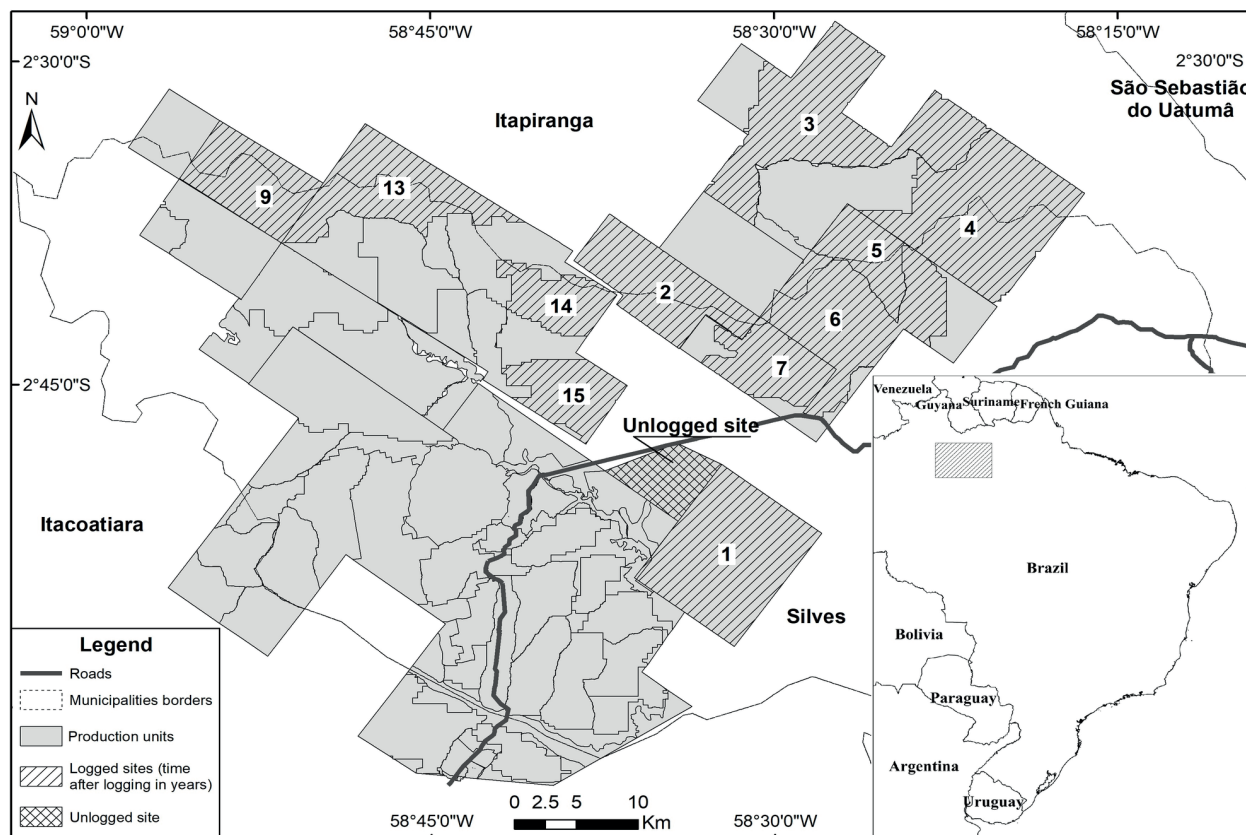 59°0'0"W
58°45'0"W
58°30'0"W
58°15'0"W
2°30'0"S
2°30'0"S
N
São Sebastião
do Uatumã
Itapiranga
3
9
13
4
5
2
14
6
7
2°45'0"S
15
Unlogged site
Venezuela
Guyana
Suriname
French Guiana
Itacoatiara
1
Brazil
Silves
Bolivia
Paraguay
Argentina
Uruguay
Legend
Roads
Municipalities borders
Production units
Logged sites (time
after logging in years)
Unlogged site
0 2.5 5 10
Km
58°45'0"W
58°30'0"W